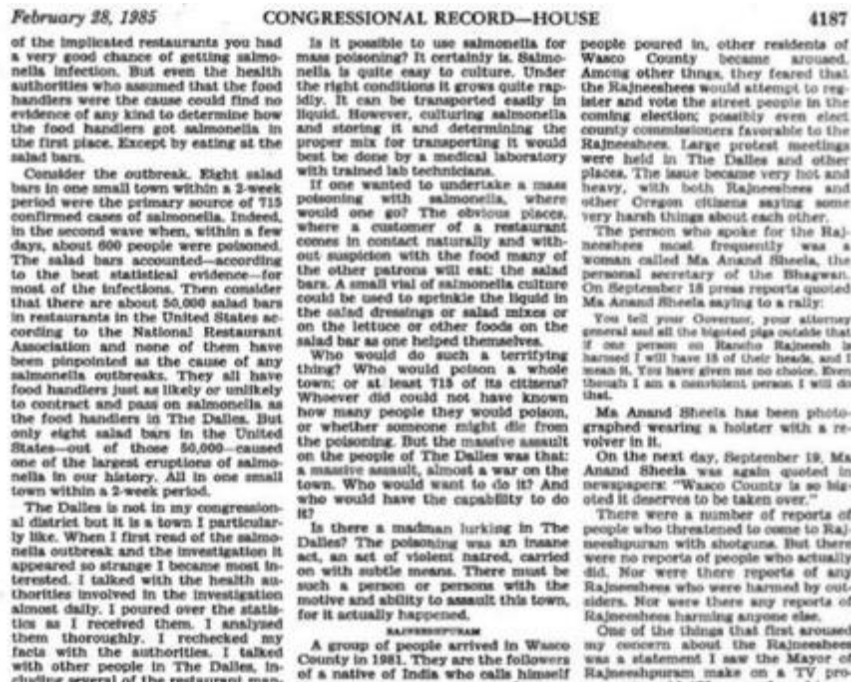 February 28, 1985
CONGRESSIONAL RECORD—HOUSE
4187
of the implicated restaurants you had
a very good chance of getting salmo-
nella infection. But even the health
authorities who assumed that the food
handlers were the cause could find no
evidence of any kind to determine how
the food handlers got salmonella in
the first place. Except by eating at the
salad bars.
Consider the outbreak. Eight salad
bars in one small town within a 2-week
period were the primary source of 715
confirmed cases of salmonella. Indeed,
in the second wave when, within a few
days, about 600 people were poisoned.
The salad bars accounted—according
to the best statistical evidence—for
most of the infections. Then consider
that there are about 50,000 salad bars
in restaurants in the United States ac-
cording to the National Restaurant
Association and none of them have
been pinpointed as the cause of any
salmonella outbreaks. They all have
food handlers just as likely or unlikely
to contract and pass on salmonella as
the food handlers in The Dalles. But
only eight salad bars in the United
States—out of those 50,000—caused
one of the largest eruptions of salmo-
nella in our history. All in one small
town within a 2-week period.
The Dalles is not in my congression-
al district but it is a town I particular-
ly like. When I first read of the salmo-
nella outbreak and the investigation it
appeared so strange I became most in-
terested. I talked with the health au-
thorities involved in the investigation
almost daily. I poured over the statis-
tics as I received them. I analyzed
them thoroughly. I rechecked my
facts with the authorities. I talked
with other people in The Dalles, in-
cluding several of the restaurant man-
Is it possible to use salmonella for
mass poisoning? It certainly is. Salmo-
nella is quite easy to culture. Under
the right conditions it grows quite rap-
idly. It can be transported easily in
liquid. However, culturing salmonella
and storing it and determining the
proper mix for transporting it would
best be done by a medical laboratory
with trained lab technicians.
If one wanted to undertake a mass
poisoning with salmonella, where
would one go? The obvious places,
where a customer of a restaurant
comes in contact naturally and with-
out suspicion with the food many of
the other patrons will eat: the salad
bars. A small vial of salmonella culture
could be used to sprinkle the liquid in
the salad dressings or salad mixes or
on the lettuce or other foods on the
salad bar as one helped themselves.
Who would do such a terrifying
thing? Who would poison a whole
town; or at least 715 of its citizens?
Whoever did could not have known
how many people they would poison,
or whether someone might die from
the poisoning. But the massive assault
on the people of The Dalles was that:
a massive assault, almost a war on the
town. Who would want to do it? And
who would have the capability to do
it?
Is there a madman lurking in The
Dalles? The poisoning was an insane
act, an act of violent hatred, carried
on with subtle means. There must be
such a person or persons with the
motive and ability to assault this town,
for it actually happened.
RAJNEESHPURAM
A group of people arrived in Wasco
County in 1981. They are the followers
of a native of India who calls himself
people poured in, other residents of
Wasco County became aroused.
Among other things, they feared that
the Rajneeshees would attempt to reg-
ister and vote the street people in the
coming election; possibly even elect
county commissioners favorable to the
Rajneeshees. Large protest meetings
were held in The Dalles and other
places. The issue became very hot and
heavy, with both Rajneeshees and
other Oregon citizens saying some
very harsh things about each other.
The person who spoke for the Raj-
neeshees most frequently was a
woman called Ma Anand Sheela, the
personal secretary of the Bhagwan.
On September 18 press reports quoted
Ma Anand Sheela saying to a rally:
You tell your Governor, your attorney
general and all the bigoted pigs outside that
if one person on Rancho Rajneesh is
harmed I will have 15 of their heads, and I
mean it. You have given me no choice. Even
though I am a nonviolent person I will do
that.
Ma Anand Sheela has been photo-
graphed wearing a holster with a re-
volver in it.
On the next day, September 19, Ma
Anand Sheela was again quoted in
newspapers: "Wasco County is so big-
oted it deserves to be taken over."
There were a number of reports of
people who threatened to come to Raj-
neeshpuram with shotguns. But there
were no reports of people who actually
did. Nor were there reports of any
Rajneeshees who were harmed by out-
siders. Nor were there any reports of
Rajneeshees harming anyone else.
One of the things that first aroused
my concern about the Rajneeshees
was a statement I saw the Mayor of
Rajneeshpuram make on a TV pro-